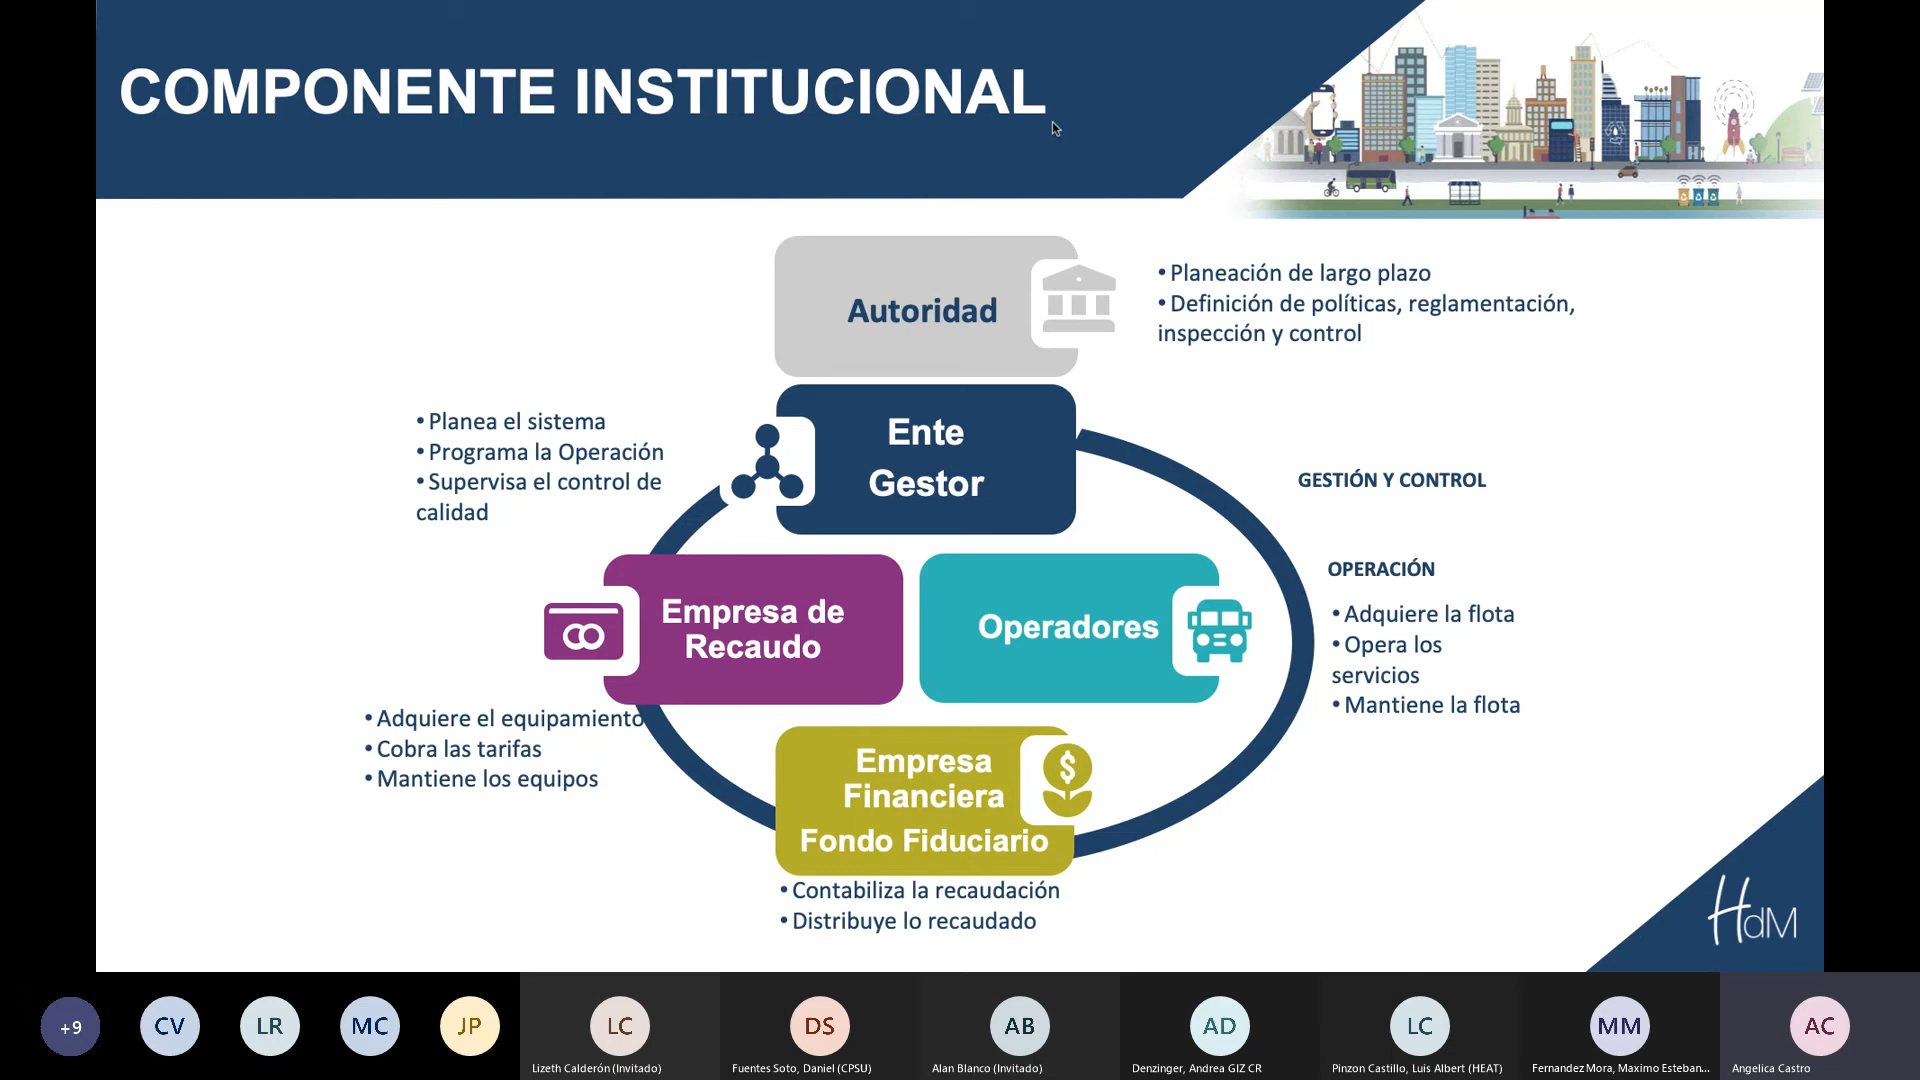 COMPONENTE INSTITUCIONAL
Autoridad
• Planeación de largo plazo
• Definición de políticas, reglamentación,
inspección y control
• Planea el sistema
• Programa la Operación
• Supervisa el control de
calidad
Ente
Gestor
GESTIÓN Y CONTROL
Empresa de
Recaudo
Operadores
OPERACIÓN
• Adquiere la flota
• Opera los
servicios
• Mantiene la flota
• Adquiere el equipamiento
• Cobra las tarifas
• Mantiene los equipos
Empresa
Financiera
Fondo Fiduciario
• Contabiliza la recaudación
• Distribuye lo recaudado
HdM
+9
CV
LR
MC
JP
LC
Lizeth Calderón (Invitado)
DS
Fuentes Soto, Daniel (CPSU)
AB
Alan Blanco (Invitado)
AD
Denzinger, Andrea GIZ CR
LC
Pinzon Castillo, Luis Albert (HEAT)
MM
Fernandez Mora, Maximo Esteban...
AC
Angelica Castro